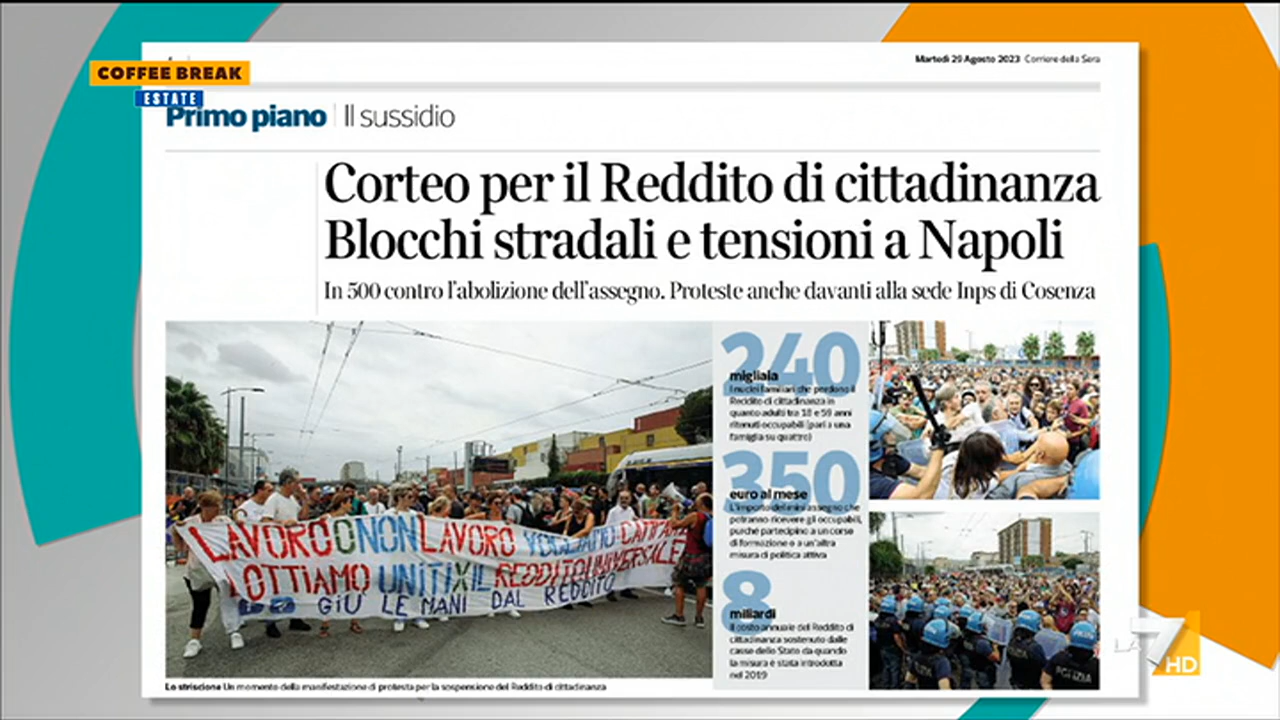 COFFEE BREAK
ESTATE
Martedì 29 Agosto 2023 Corriere della Sera
Primo piano | Il sussidio
Corteo per il Reddito di cittadinanza
Blocchi stradali e tensioni a Napoli
In 500 contro l'abolizione dell'assegno. Proteste anche davanti alla sede Inps di Cosenza
240
migliaia
I nuclei familiari che perdono il
Reddito di cittadinanza in
quanto adulti tra 18 e 59 anni
ritenuti occupabili (pari a una
famiglia su quattro)
350
euro al mese
L'importo del mini assegno che
potranno ricevere gli occupabili,
purché partecipino a un corso
di formazione o a un'altra
misura di politica attiva
8
miliardi
Il costo annuale del Reddito di
cittadinanza sostenuto dalle
casse dello Stato da quando
la misura è stata introdotta
nel 2019
LAVORO O NON LAVORO VOGLIAMO
LOTTIAMO UNITI X IL REDDITO UNIVERSALE
GIÙ LE MANI DAL REDDITO
POLIZIA
Lo striscione Un momento della manifestazione di protesta per la sospensione del Reddito di cittadinanza
LA7 HD